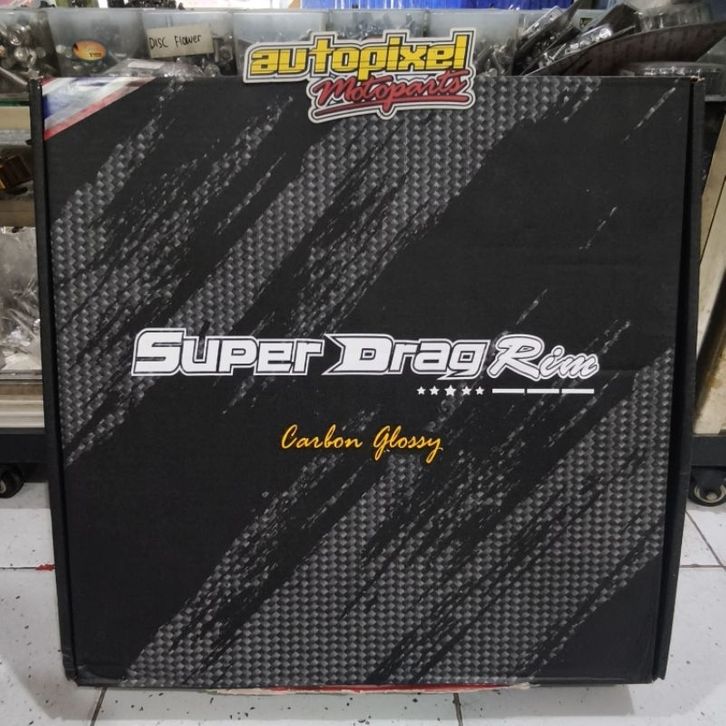 DISC Flower
autopixel
Motoparts
Super Drag Rim
Carbon Glossy